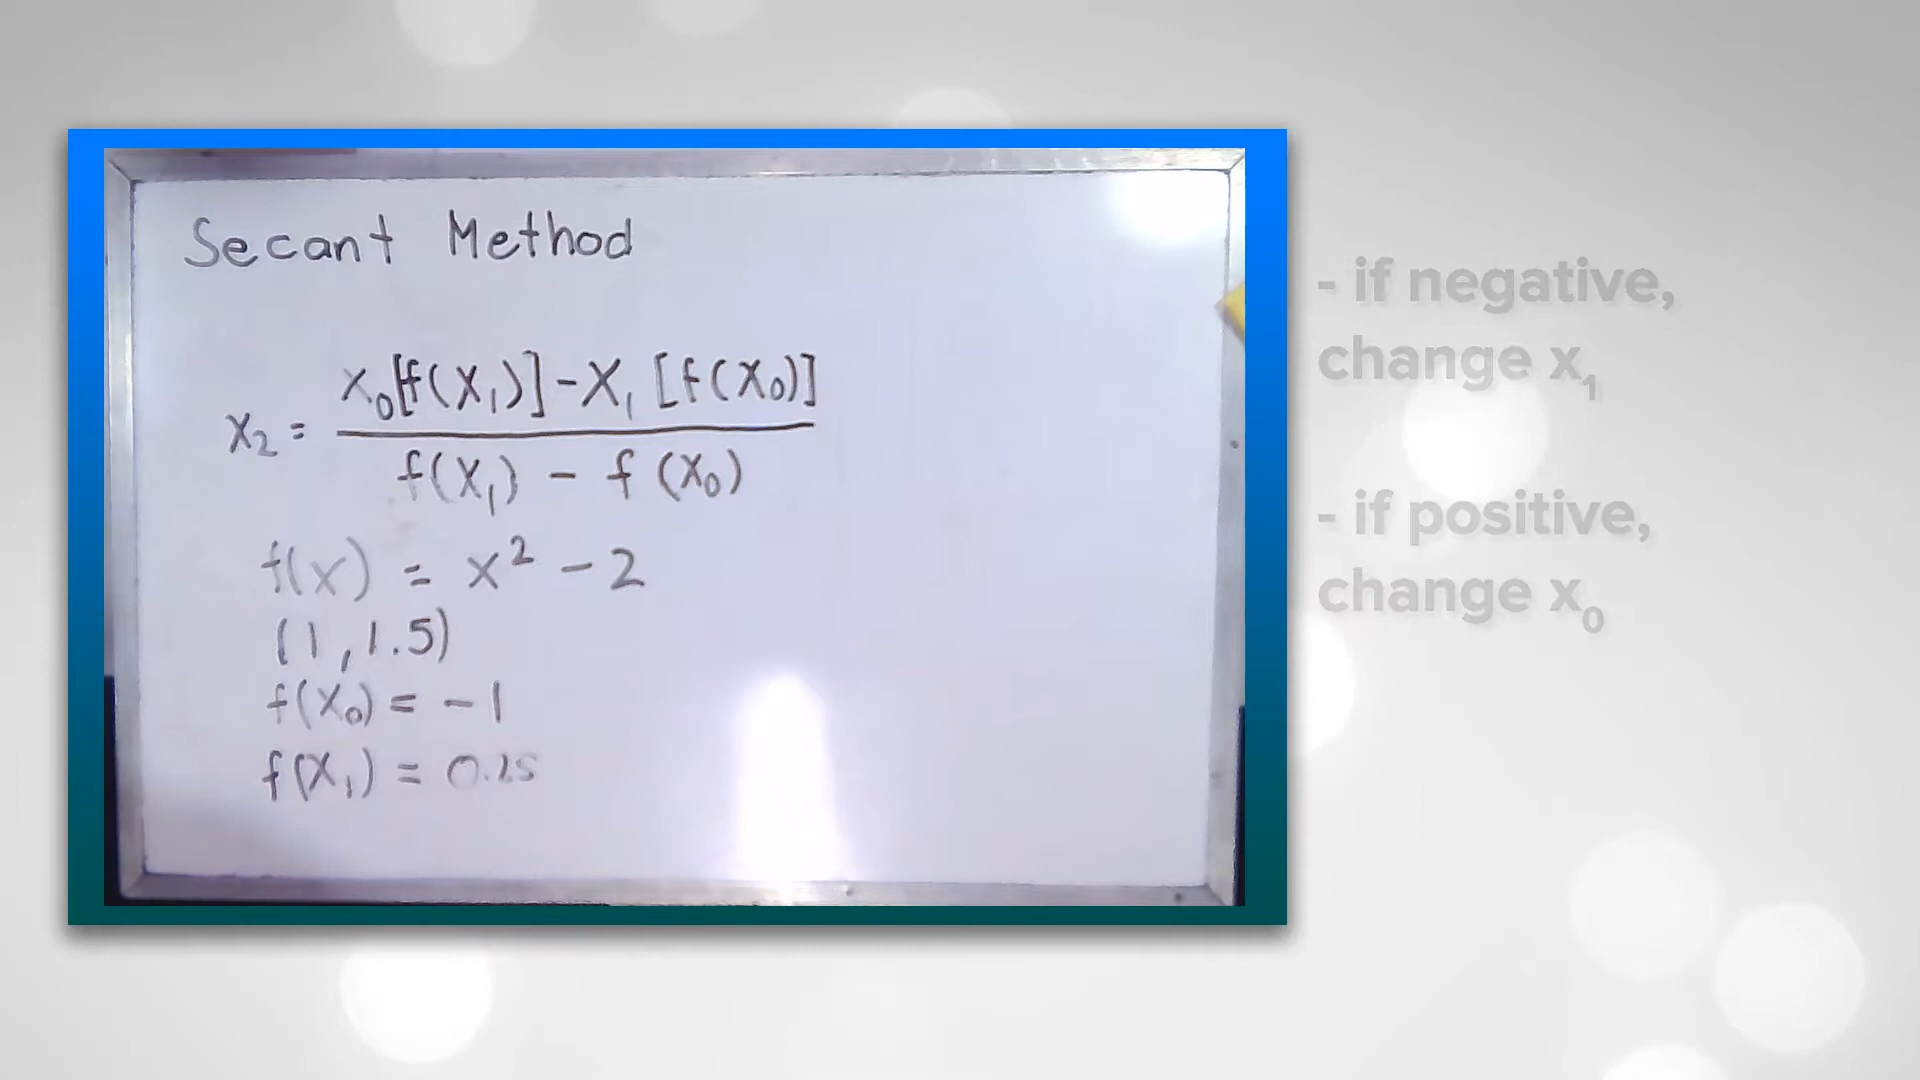 Secant Method
x₂ = x₀[f(x₁)] - x₁[f(x₀)] / f(x₁) - f(x₀)
f(x) = x² - 2
(1, 1.5)
f(x₀) = -1
f(x₁) = 0.25
- if negative,
change x₁
- if positive,
change x₀